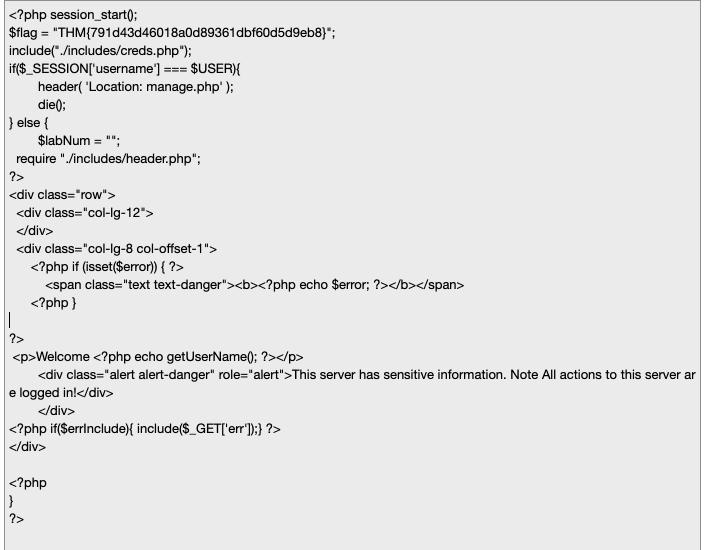 <?php session_start();
$flag = "THM{791d43d46018a0d89361dbf60d5d9eb8}";
include("./includes/creds.php");
if($_SESSION['username'] === $USER){
        header( 'Location: manage.php' );
        die();
} else {
        $labNum = "";
  require "./includes/header.php";
?>
<div class="row">
  <div class="col-lg-12">
  </div>
  <div class="col-lg-8 col-offset-1">
      <?php if (isset($error)) { ?>
          <span class="text text-danger"><b><?php echo $error; ?></b></span>
      <?php }

?>
 <p>Welcome <?php echo getUserName(); ?></p>
        <div class="alert alert-danger" role="alert">This server has sensitive information. Note All actions to this server ar
e logged in!</div>
        </div>
<?php if($errInclude){ include($_GET['err']);} ?>
</div>

<?php
}
?>